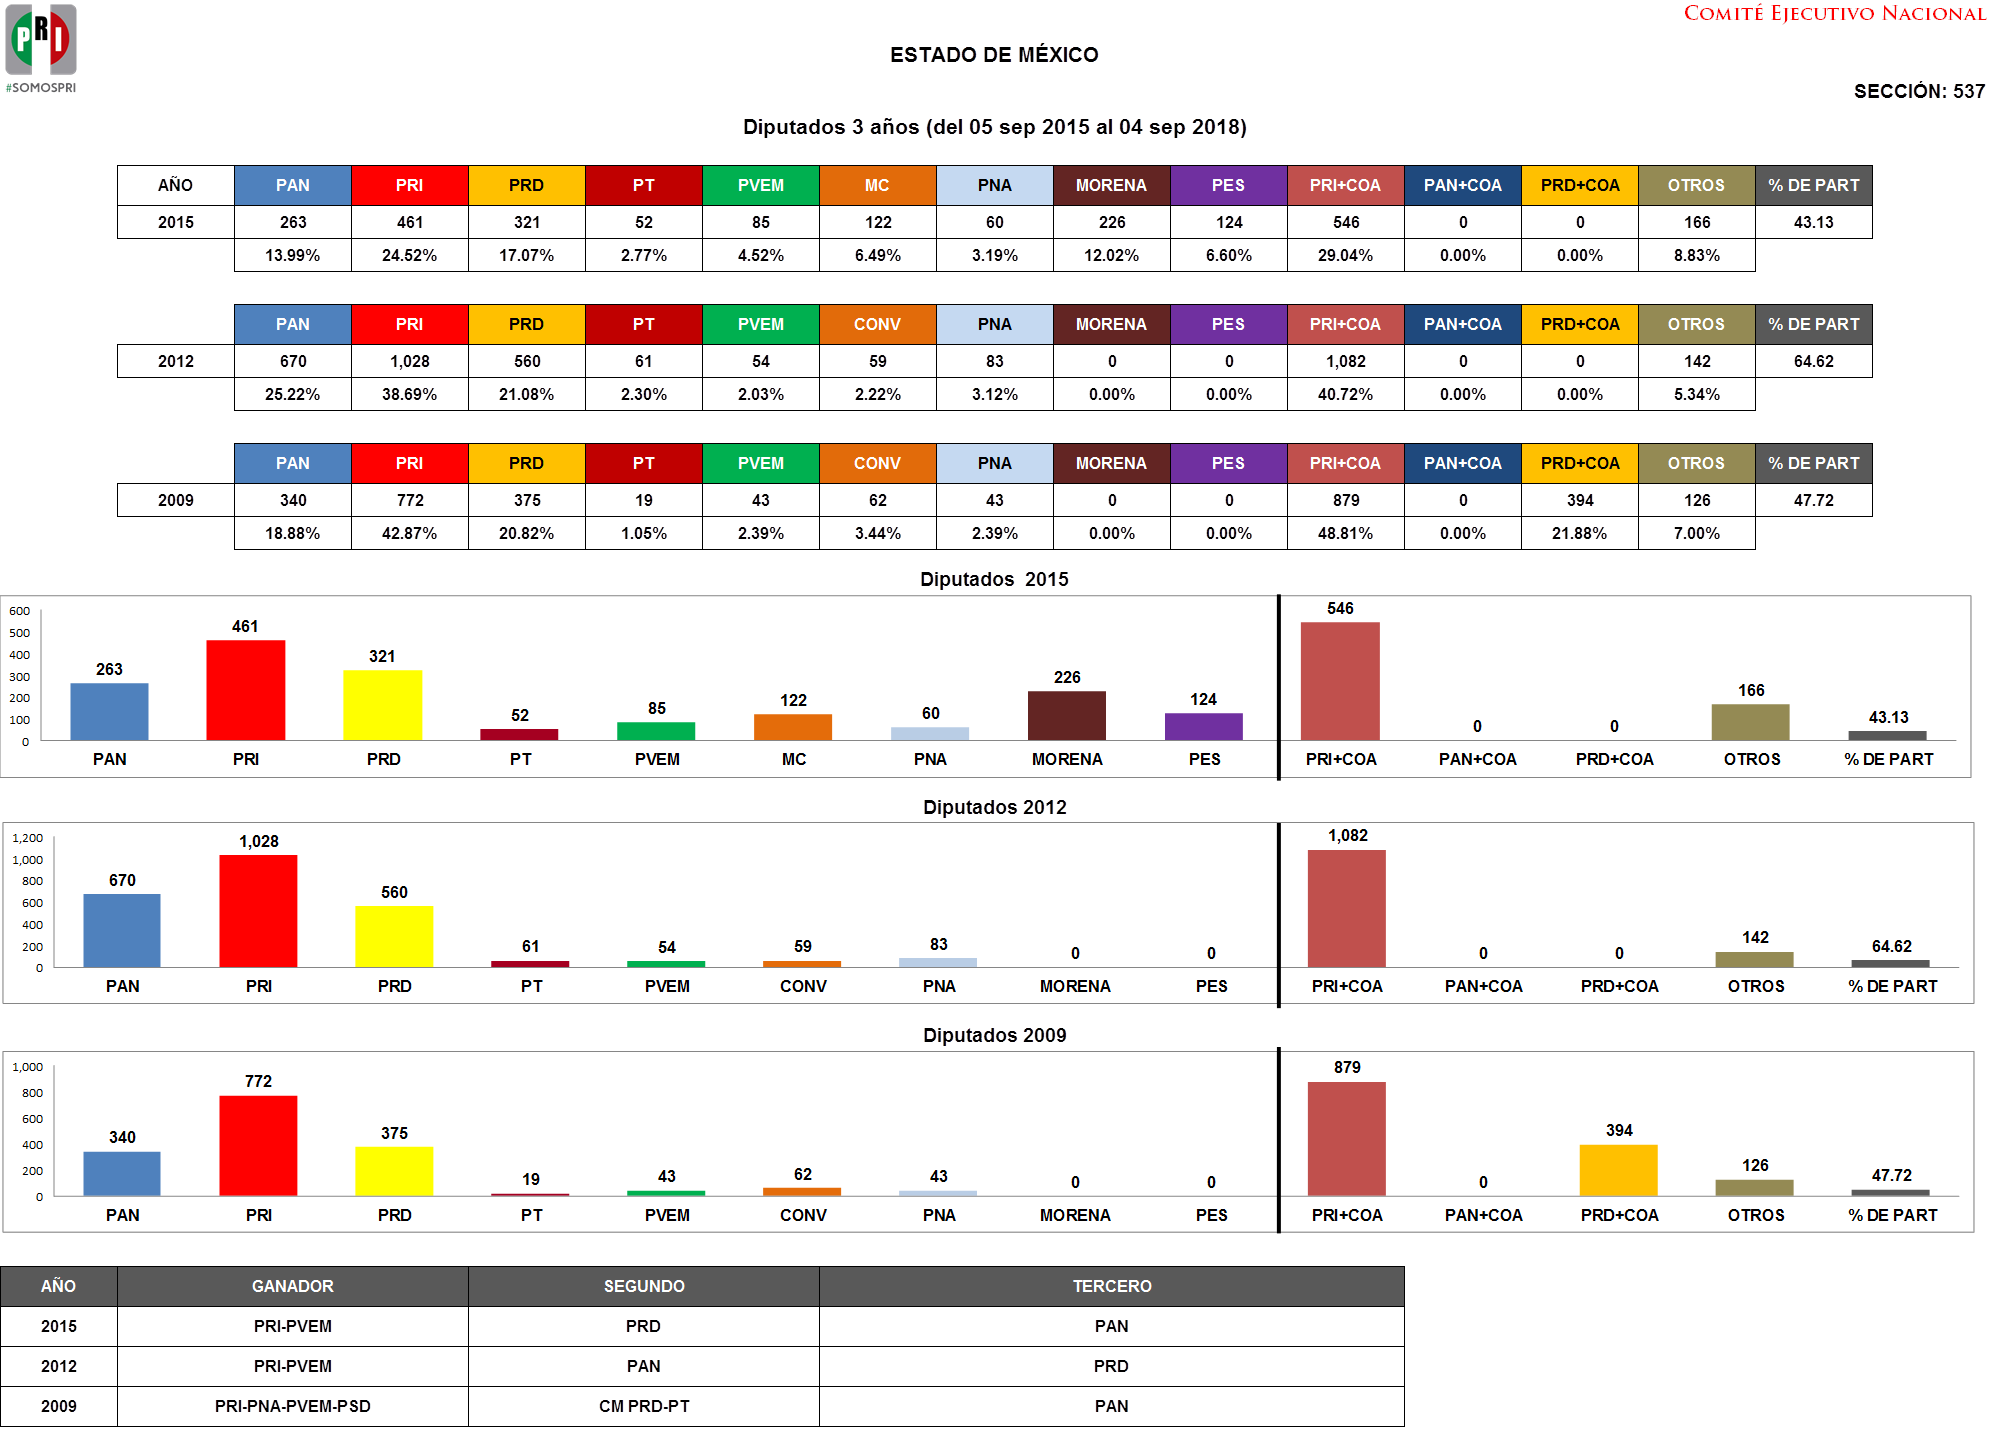 PRI
#SOMOSPRI
COMITÉ EJECUTIVO NACIONAL
ESTADO DE MÉXICO
SECCIÓN: 537
Diputados 3 años (del 05 sep 2015 al 04 sep 2018)
AÑO PAN PRI PRD PT PVEM MC PNA MORENA PES PRI+COA PAN+COA PRD+COA OTROS % DE PART
2015 263 461 321 52 85 122 60 226 124 546 0 0 166 43.13
13.99% 24.52% 17.07% 2.77% 4.52% 6.49% 3.19% 12.02% 6.60% 29.04% 0.00% 0.00% 8.83%
PAN PRI PRD PT PVEM CONV PNA MORENA PES PRI+COA PAN+COA PRD+COA OTROS % DE PART
2012 670 1,028 560 61 54 59 83 0 0 1,082 0 0 142 64.62
25.22% 38.69% 21.08% 2.30% 2.03% 2.22% 3.12% 0.00% 0.00% 40.72% 0.00% 0.00% 5.34%
PAN PRI PRD PT PVEM CONV PNA MORENA PES PRI+COA PAN+COA PRD+COA OTROS % DE PART
2009 340 772 375 19 43 62 43 0 0 879 0 394 126 47.72
18.88% 42.87% 20.82% 1.05% 2.39% 3.44% 2.39% 0.00% 0.00% 48.81% 0.00% 21.88% 7.00%
Diputados 2015
600
500
400
300
200
100
0
263 461 321 52 85 122 60 226 124 546 0 0 166 43.13
PAN PRI PRD PT PVEM MC PNA MORENA PES PRI+COA PAN+COA PRD+COA OTROS % DE PART
Diputados 2012
1,200
1,000
800
600
400
200
0
670 1,028 560 61 54 59 83 0 0 1,082 0 0 142 64.62
PAN PRI PRD PT PVEM CONV PNA MORENA PES PRI+COA PAN+COA PRD+COA OTROS % DE PART
Diputados 2009
1,000
800
600
400
200
0
340 772 375 19 43 62 43 0 0 879 0 394 126 47.72
PAN PRI PRD PT PVEM CONV PNA MORENA PES PRI+COA PAN+COA PRD+COA OTROS % DE PART
AÑO GANADOR SEGUNDO TERCERO
2015 PRI-PVEM PRD PAN
2012 PRI-PVEM PAN PRD
2009 PRI-PNA-PVEM-PSD CM PRD-PT PAN